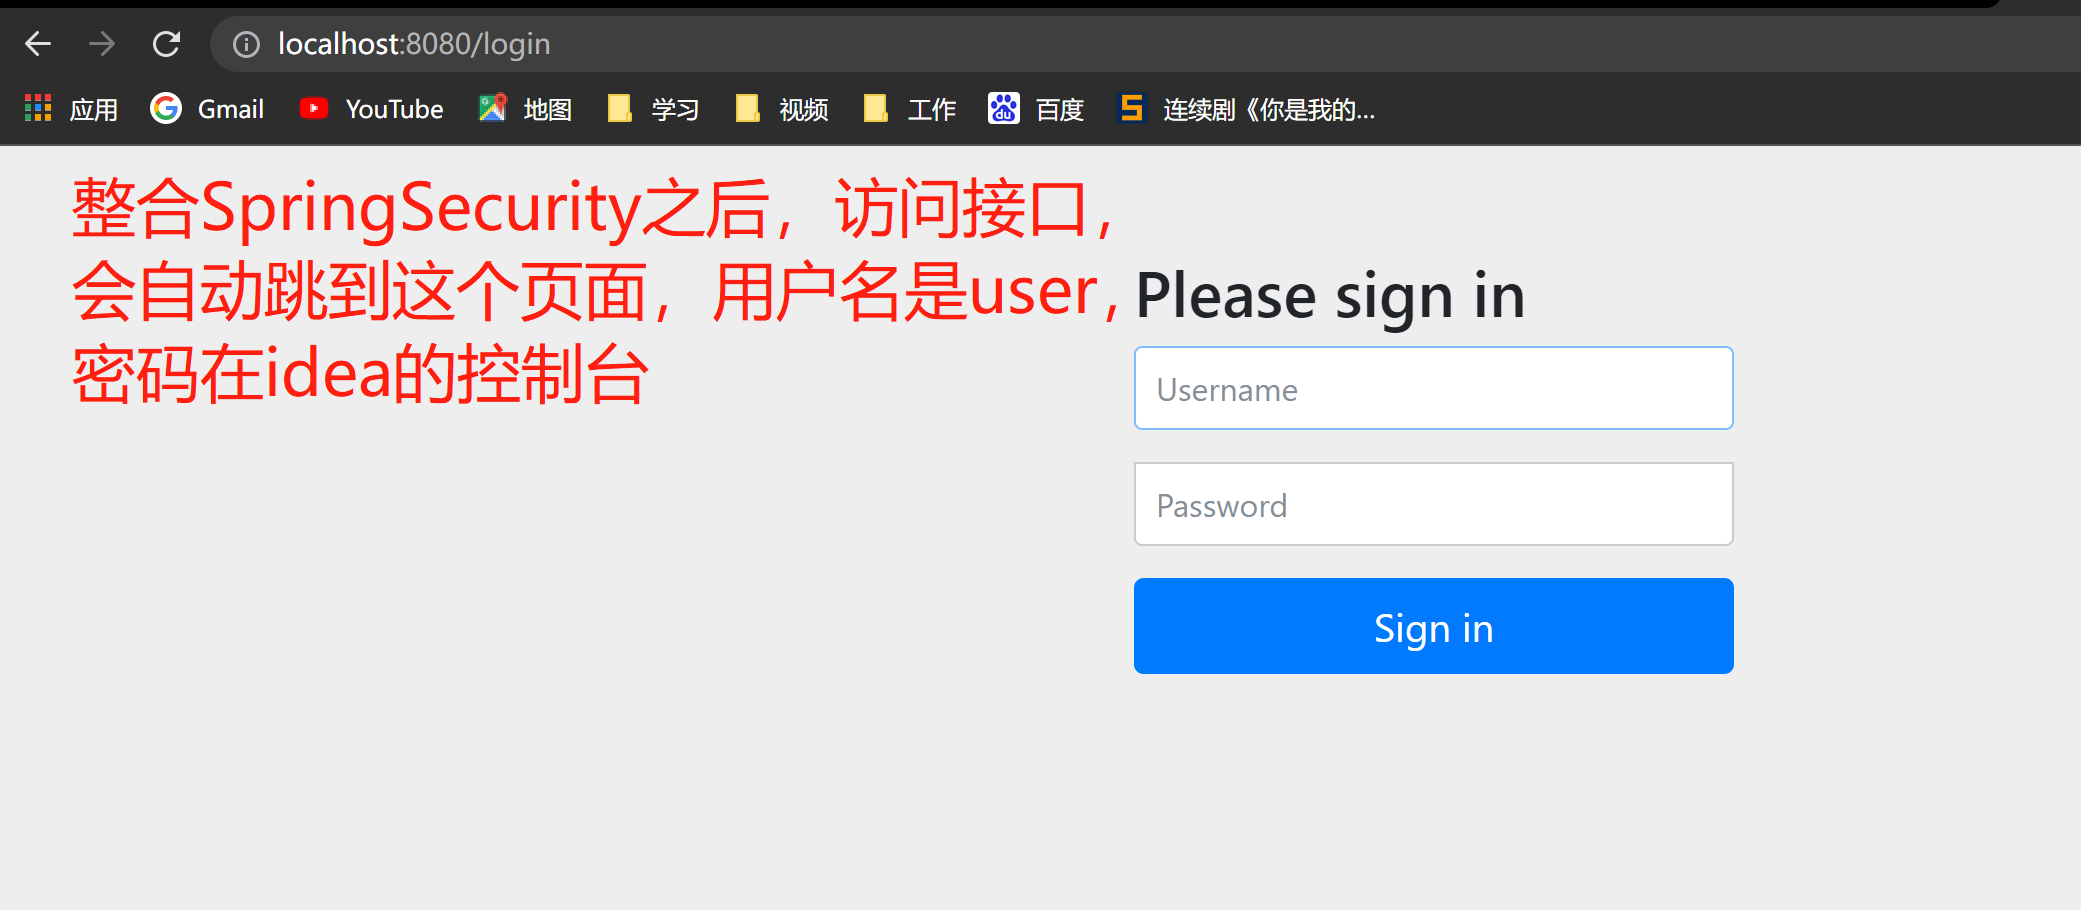 localhost:8080/login
应用 Gmail YouTube 地图 学习 视频 工作 百度 连续剧《你是我的...
整合SpringSecurity之后，访问接口，
会自动跳到这个页面，用户名是user，
密码在idea的控制台
Please sign in
Username
Password
Sign in